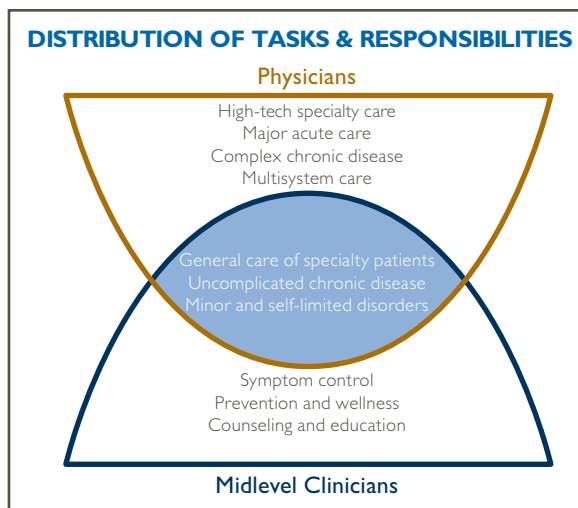 DISTRIBUTION OF TASKS & RESPONSIBILITIES
Physicians
High-tech specialty care
Major acute care
Complex chronic disease
Multisystem care
General care of specialty patients
Uncomplicated chronic disease
Minor and self-limited disorders
Symptom control
Prevention and wellness
Counseling and education
Midlevel Clinicians